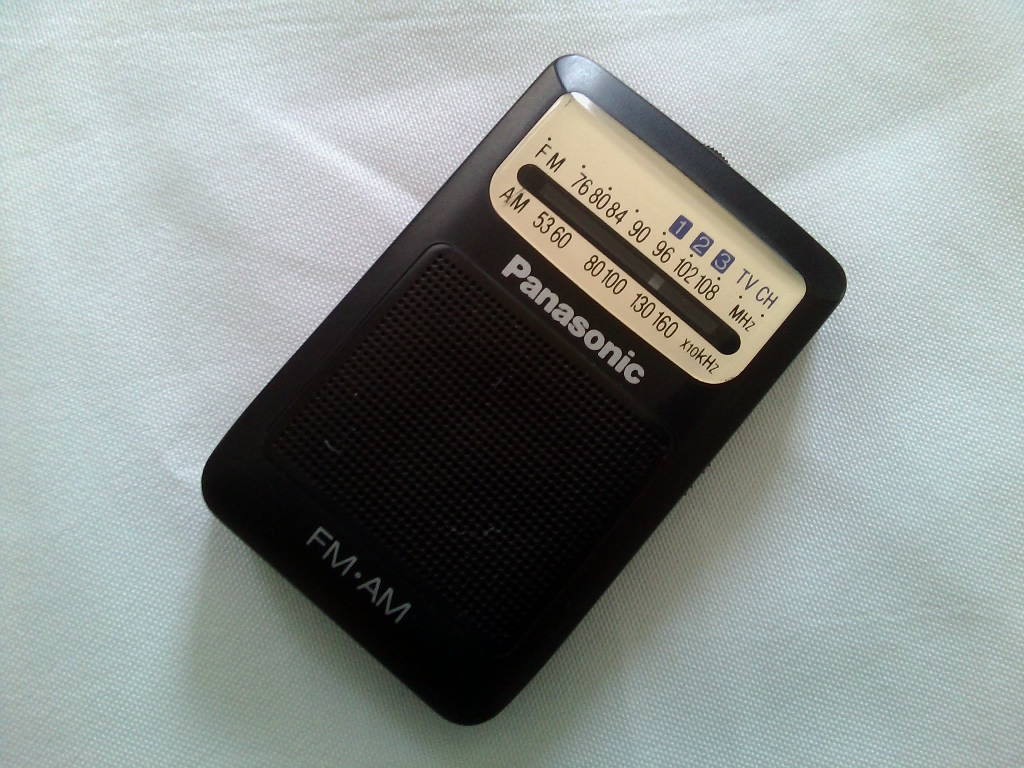 FM 76 80 84 90 96 102 108 MHz
1 2 3 TV CH
AM 53 60 80 100 130 160 x10kHz
Panasonic
FM•AM